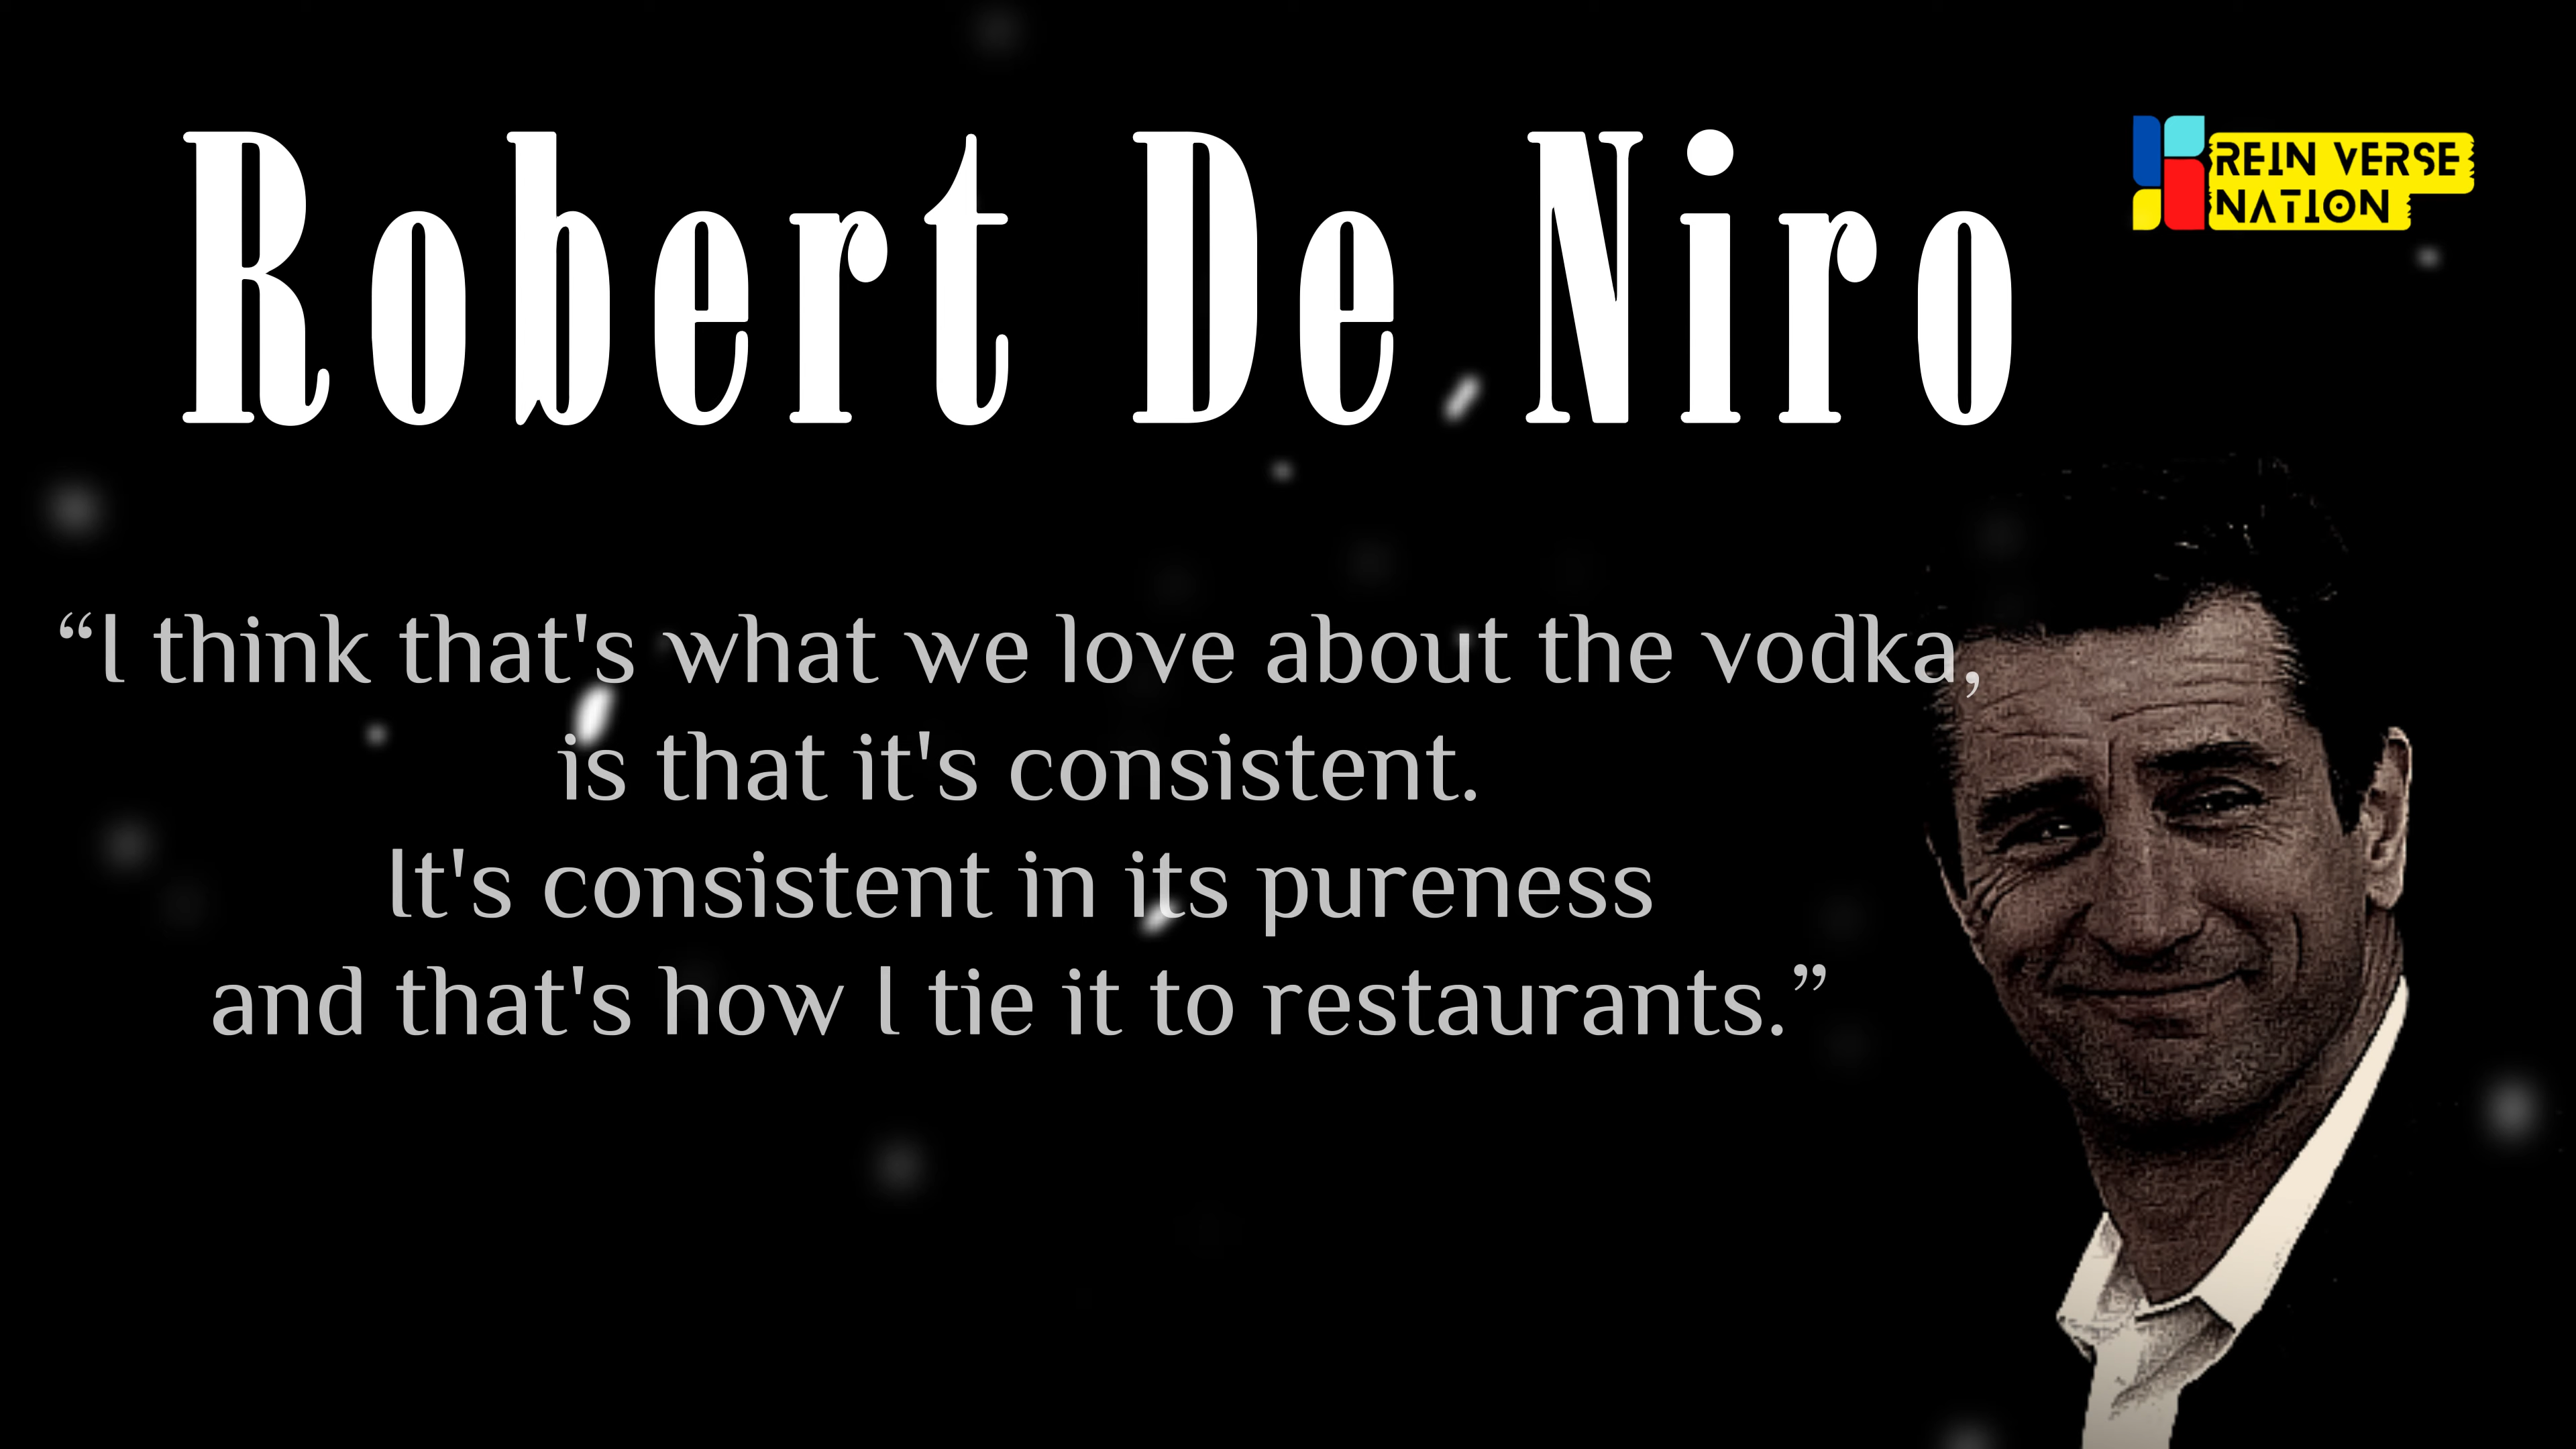 Robert De Niro
REIN VERSE
NATION
“I think that's what we love about the vodka,
is that it's consistent.
It's consistent in its pureness
and that's how I tie it to restaurants.”